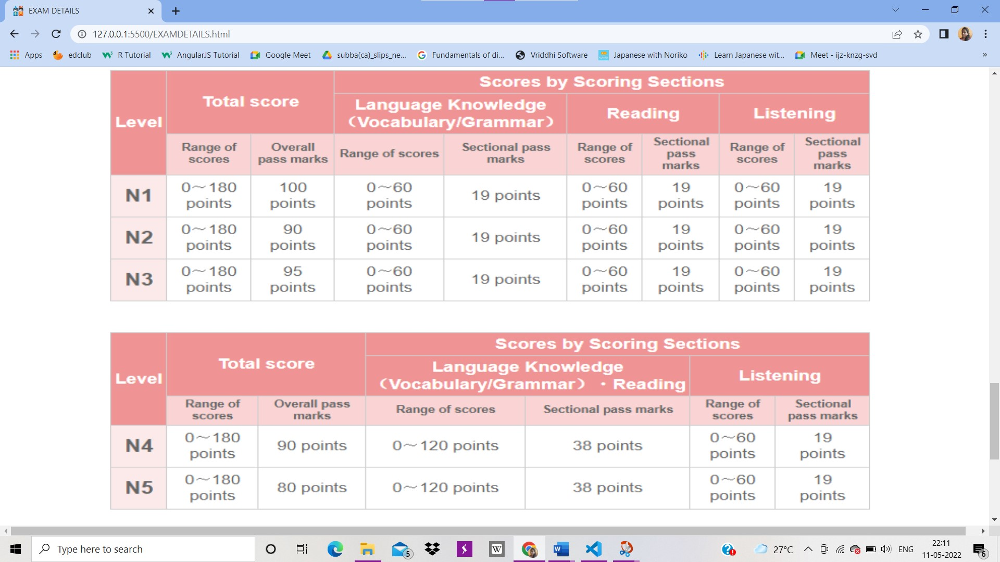 EXAM DETAILS
127.0.0.1:5500/EXAMDETAILS.html
Apps edclub R Tutorial AngularJS Tutorial Google Meet subba(ca)_slips_ne... Fundamentals of di... Vriddhi Software Japanese with Noriko Learn Japanese wit... Meet - ijz-knzg-svd »
Level
Total score
Scores by Scoring Sections
Language Knowledge
（Vocabulary/Grammar）
Reading
Listening
Range of
scores
Overall
pass marks
Range of scores
Sectional pass
marks
Range of
scores
Sectional
pass
marks
Range of
scores
Sectional
pass
marks
N1
0～180
points
100
points
0～60
points
19 points
0～60
points
19
points
0～60
points
19
points
N2
0～180
points
90
points
0～60
points
19 points
0～60
points
19
points
0～60
points
19
points
N3
0～180
points
95
points
0～60
points
19 points
0～60
points
19
points
0～60
points
19
points
Level
Total score
Scores by Scoring Sections
Language Knowledge
（Vocabulary/Grammar）・Reading
Listening
Range of
scores
Overall pass
marks
Range of scores
Sectional pass marks
Range of
scores
Sectional
pass marks
N4
0～180
points
90 points
0～120 points
38 points
0～60
points
19
points
N5
0～180
points
80 points
0～120 points
38 points
0～60
points
19
points
Type here to search
5
W
W
27°C
ENG
22:11
11-05-2022
6